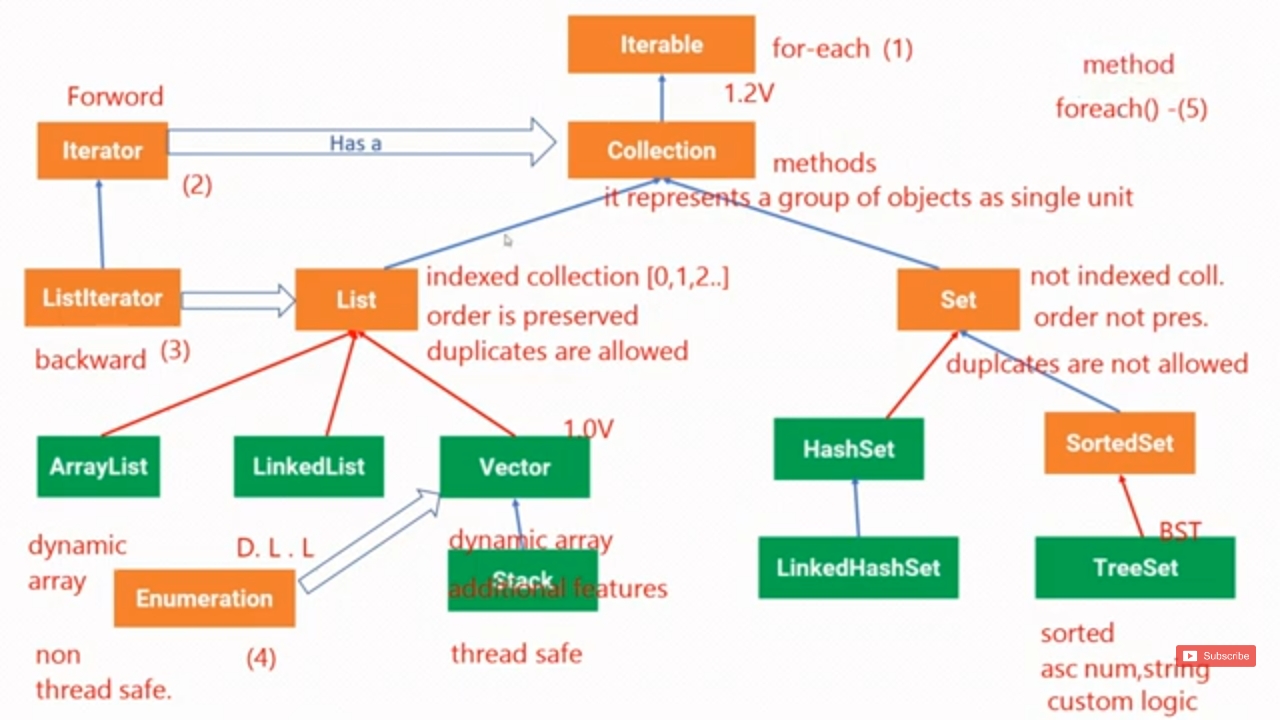 Iterable
for-each (1)
method
foreach() -(5)
1.2V
Forword
Iterator
Has a
Collection
(2)
methods
it represents a group of objects as single unit
ListIterator
List
indexed collection [0,1,2..]
order is preserved
duplicates are allowed
Set
not indexed coll.
order not pres.
duplcates are not allowed
backward (3)
1.0V
ArrayList
LinkedList
Vector
HashSet
SortedSet
dynamic
array
D. L . L
dynamic array
Stack
additional features
BST
LinkedHashSet
TreeSet
Enumeration
(4)
non
thread safe.
thread safe
sorted
asc num,string
custom logic
Subscribe